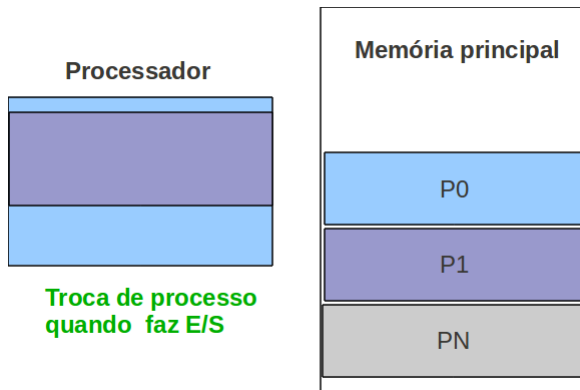 Processador
Memória principal
P0
P1
PN
Troca de processo
quando faz E/S